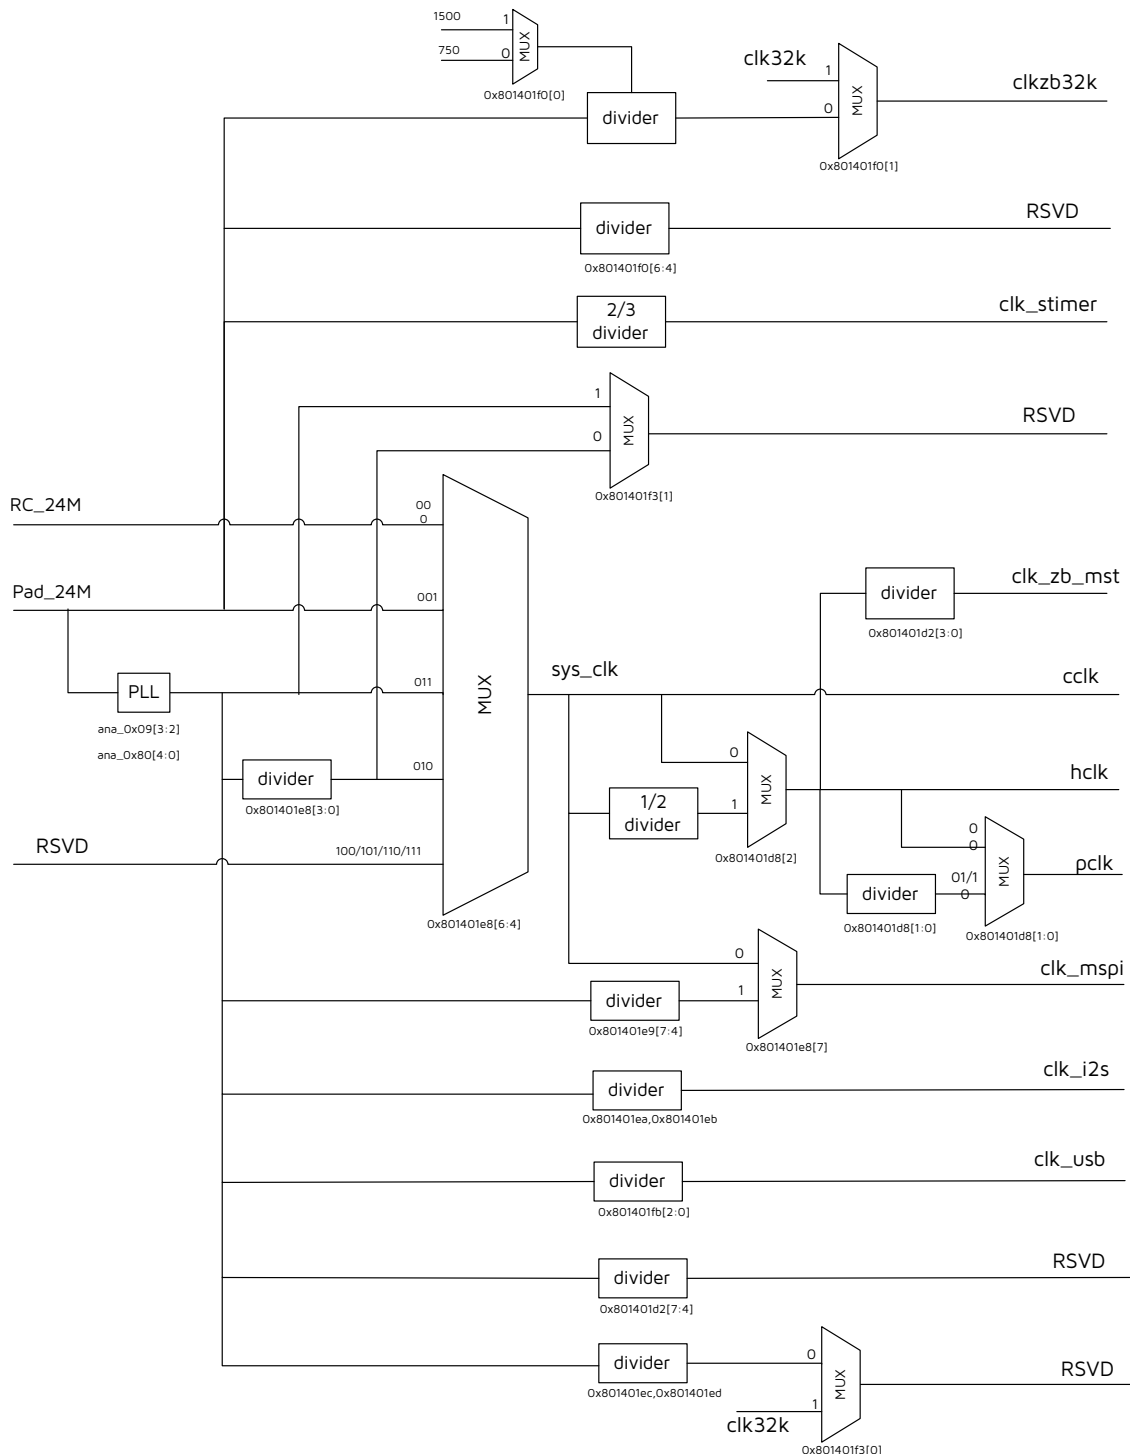 1500
1
750
0
MUX
0x801401f0[0]
clk32k
1
0
MUX
clkzb32k
divider
0x801401f0[1]
RSVD
divider
0x801401f0[6:4]
clk_stimer
2/3
divider
1
0
MUX
RSVD
0x801401f3[1]
RC_24M
00
0
Pad_24M
001
clk_zb_mst
divider
0x801401d2[3:0]
sys_clk
cclk
PLL
011
MUX
ana_0x09[3:2]
ana_0x80[4:0]
0
hclk
divider
010
0x801401e8[3:0]
1/2
divider
1
MUX
0x801401d8[2]
RSVD
100/101/110/111
0
0
MUX
pclk
01/1
0
divider
0x801401d8[1:0]
0x801401d8[1:0]
0x801401e8[6:4]
0
MUX
clk_mspi
1
divider
0x801401e9[7:4]
0x801401e8[7]
clk_i2s
divider
0x801401ea,0x801401eb
clk_usb
divider
0x801401fb[2:0]
RSVD
divider
0x801401d2[7:4]
0
divider
RSVD
MUX
0x801401ec,0x801401ed
1
clk32k
0x801401f3[0]